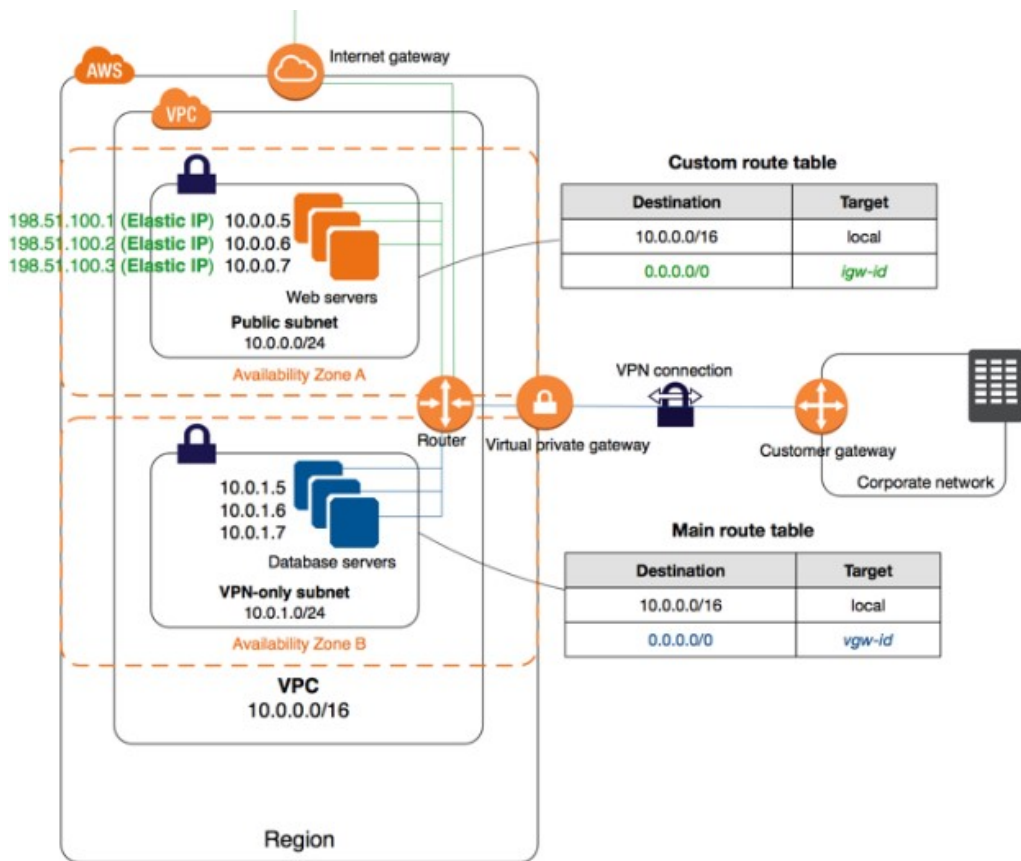 Internet gateway
AWS
VPC
Custom route table
Destination Target
10.0.0.0/16 local
0.0.0.0/0 igw-id
198.51.100.1 (Elastic IP) 10.0.0.5
198.51.100.2 (Elastic IP) 10.0.0.6
198.51.100.3 (Elastic IP) 10.0.0.7
Web servers
Public subnet
10.0.0.0/24
Availability Zone A
VPN connection
Router
Virtual private gateway
Customer gateway
Corporate network
10.0.1.5
10.0.1.6
10.0.1.7
Database servers
VPN-only subnet
10.0.1.0/24
Availability Zone B
Main route table
Destination Target
10.0.0.0/16 local
0.0.0.0/0 vgw-id
VPC
10.0.0.0/16
Region